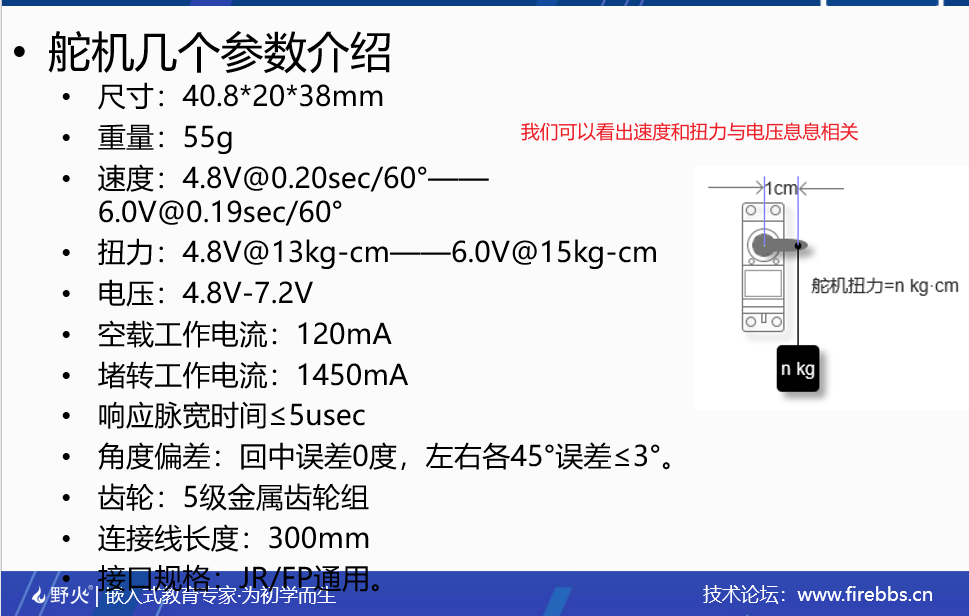 • 舵机几个参数介绍
• 尺寸：40.8*20*38mm
• 重量：55g
我们可以看出速度和扭力与电压息息相关
• 速度：4.8V@0.20sec/60°——
6.0V@0.19sec/60°
• 扭力：4.8V@13kg-cm——6.0V@15kg-cm
• 电压：4.8V-7.2V
• 空载工作电流：120mA
• 堵转工作电流：1450mA
• 响应脉宽时间≤5usec
• 角度偏差：回中误差0度，左右各45°误差≤3°。
• 齿轮：5级金属齿轮组
• 连接线长度：300mm
• 接口规格：JR/FP通用。
1cm
舵机扭力=n kg·cm
n kg
野火® | 嵌入式教育专家·为初学而生
技术论坛：www.firebbs.cn